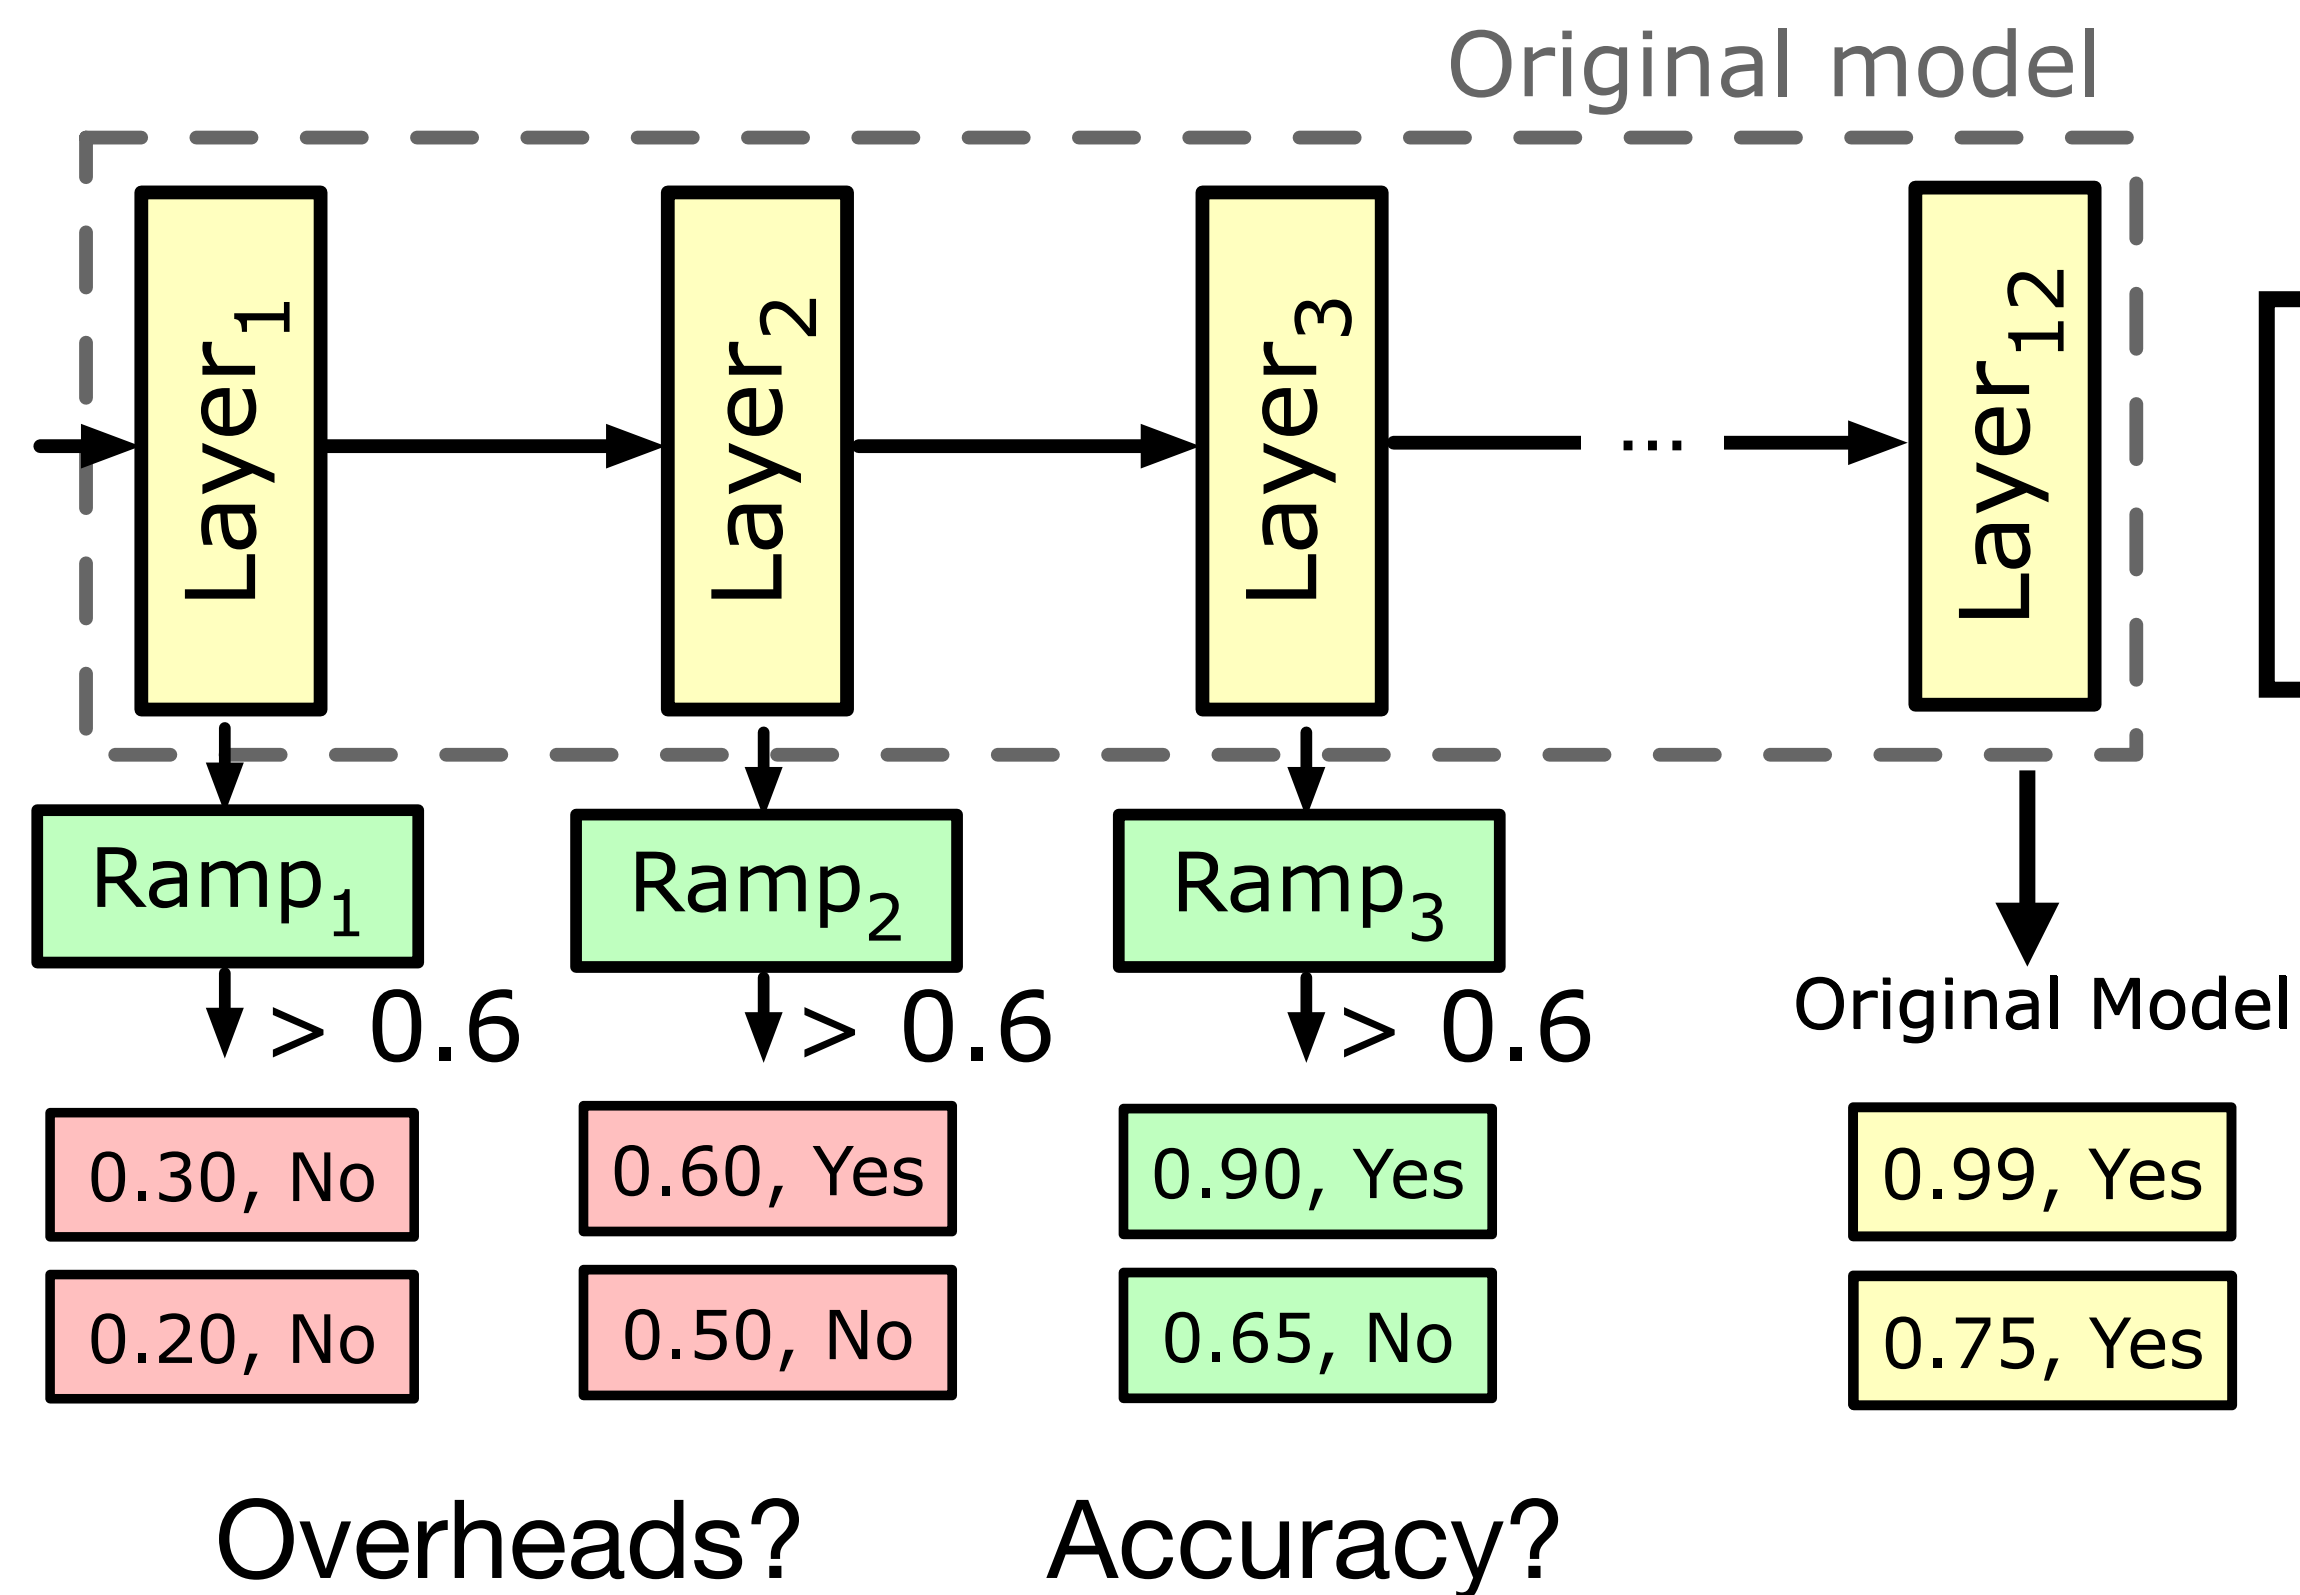 Original model
Layer₁
Layer₂
Layer₃
...
Layer₁₂
Ramp₁
Ramp₂
Ramp₃
> 0.6
> 0.6
> 0.6
Original Model
0.30, No
0.60, Yes
0.90, Yes
0.99, Yes
0.20, No
0.50, No
0.65, No
0.75, Yes
Overheads?
Accuracy?